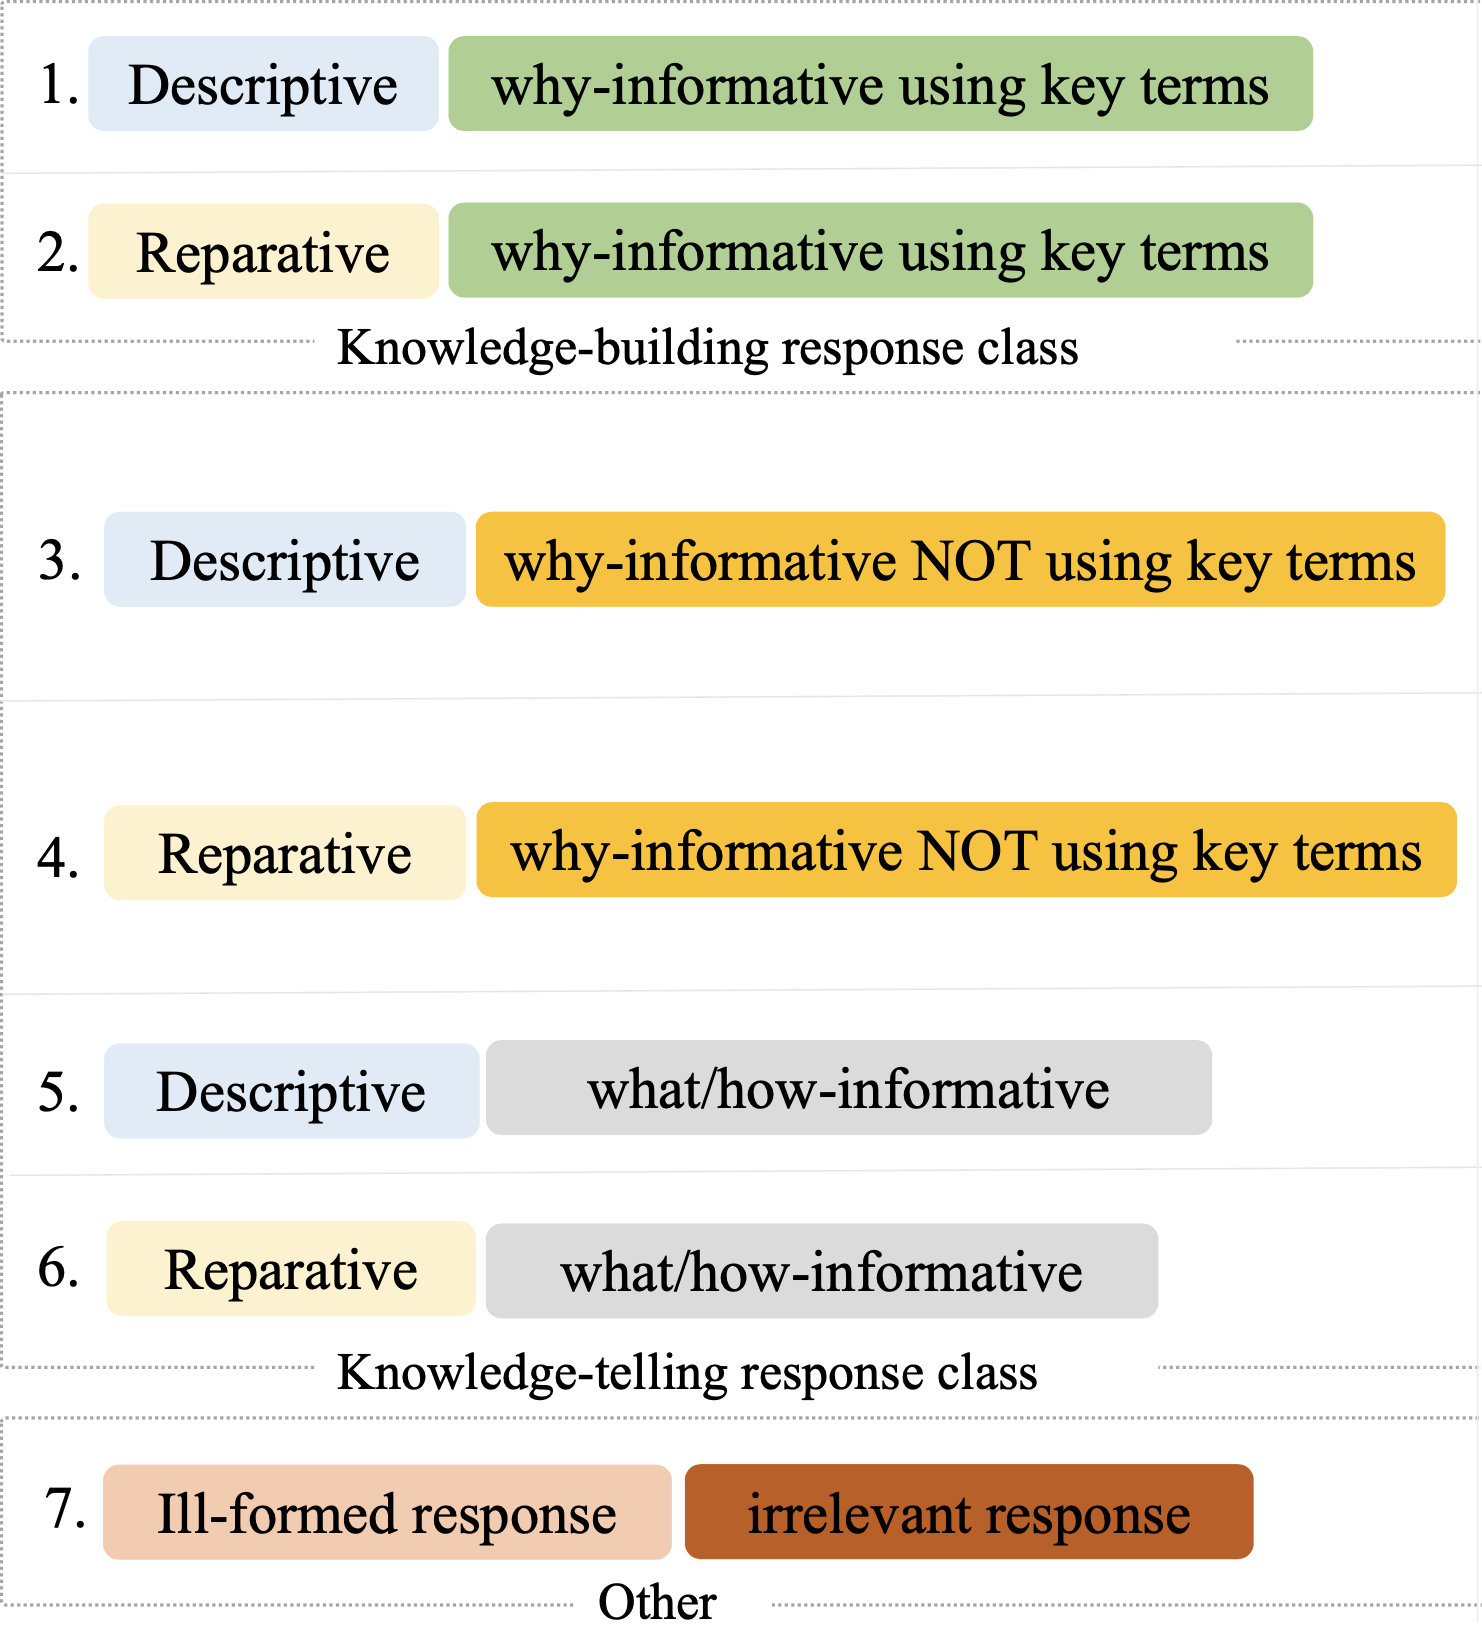 1. Descriptive why-informative using key terms
2. Reparative why-informative using key terms
Knowledge-building response class
3. Descriptive why-informative NOT using key terms
4. Reparative why-informative NOT using key terms
5. Descriptive what/how-informative
6. Reparative what/how-informative
Knowledge-telling response class
7. Ill-formed response irrelevant response
Other